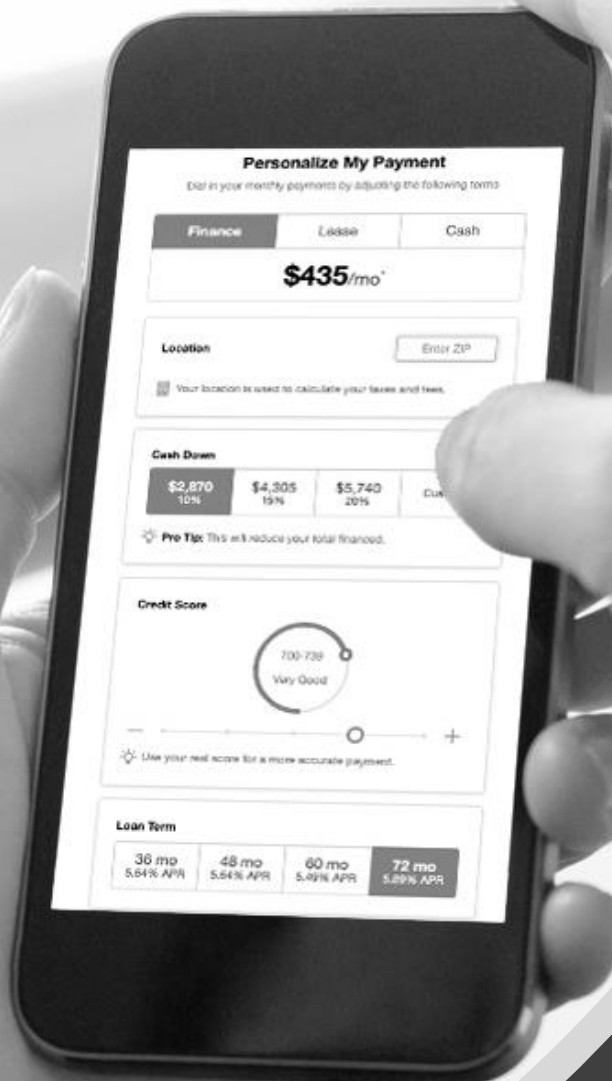 Personalize My Payment
Dial in your monthly payments by adjusting the following terms
Finance Lease Cash
$435/mo*
Location Enter ZIP
Your location is used to calculate your taxes and fees.
Cash Down
$2,870 $4,305 $5,740
10% 15% 20%
Pro Tip: This will reduce your total financed.
Credit Score
700-739
Very Good
Use your real score for a more accurate payment.
Loan Term
36 mo 48 mo 60 mo 72 mo
5.64% APR 5.64% APR 5.49% APR 5.89% APR